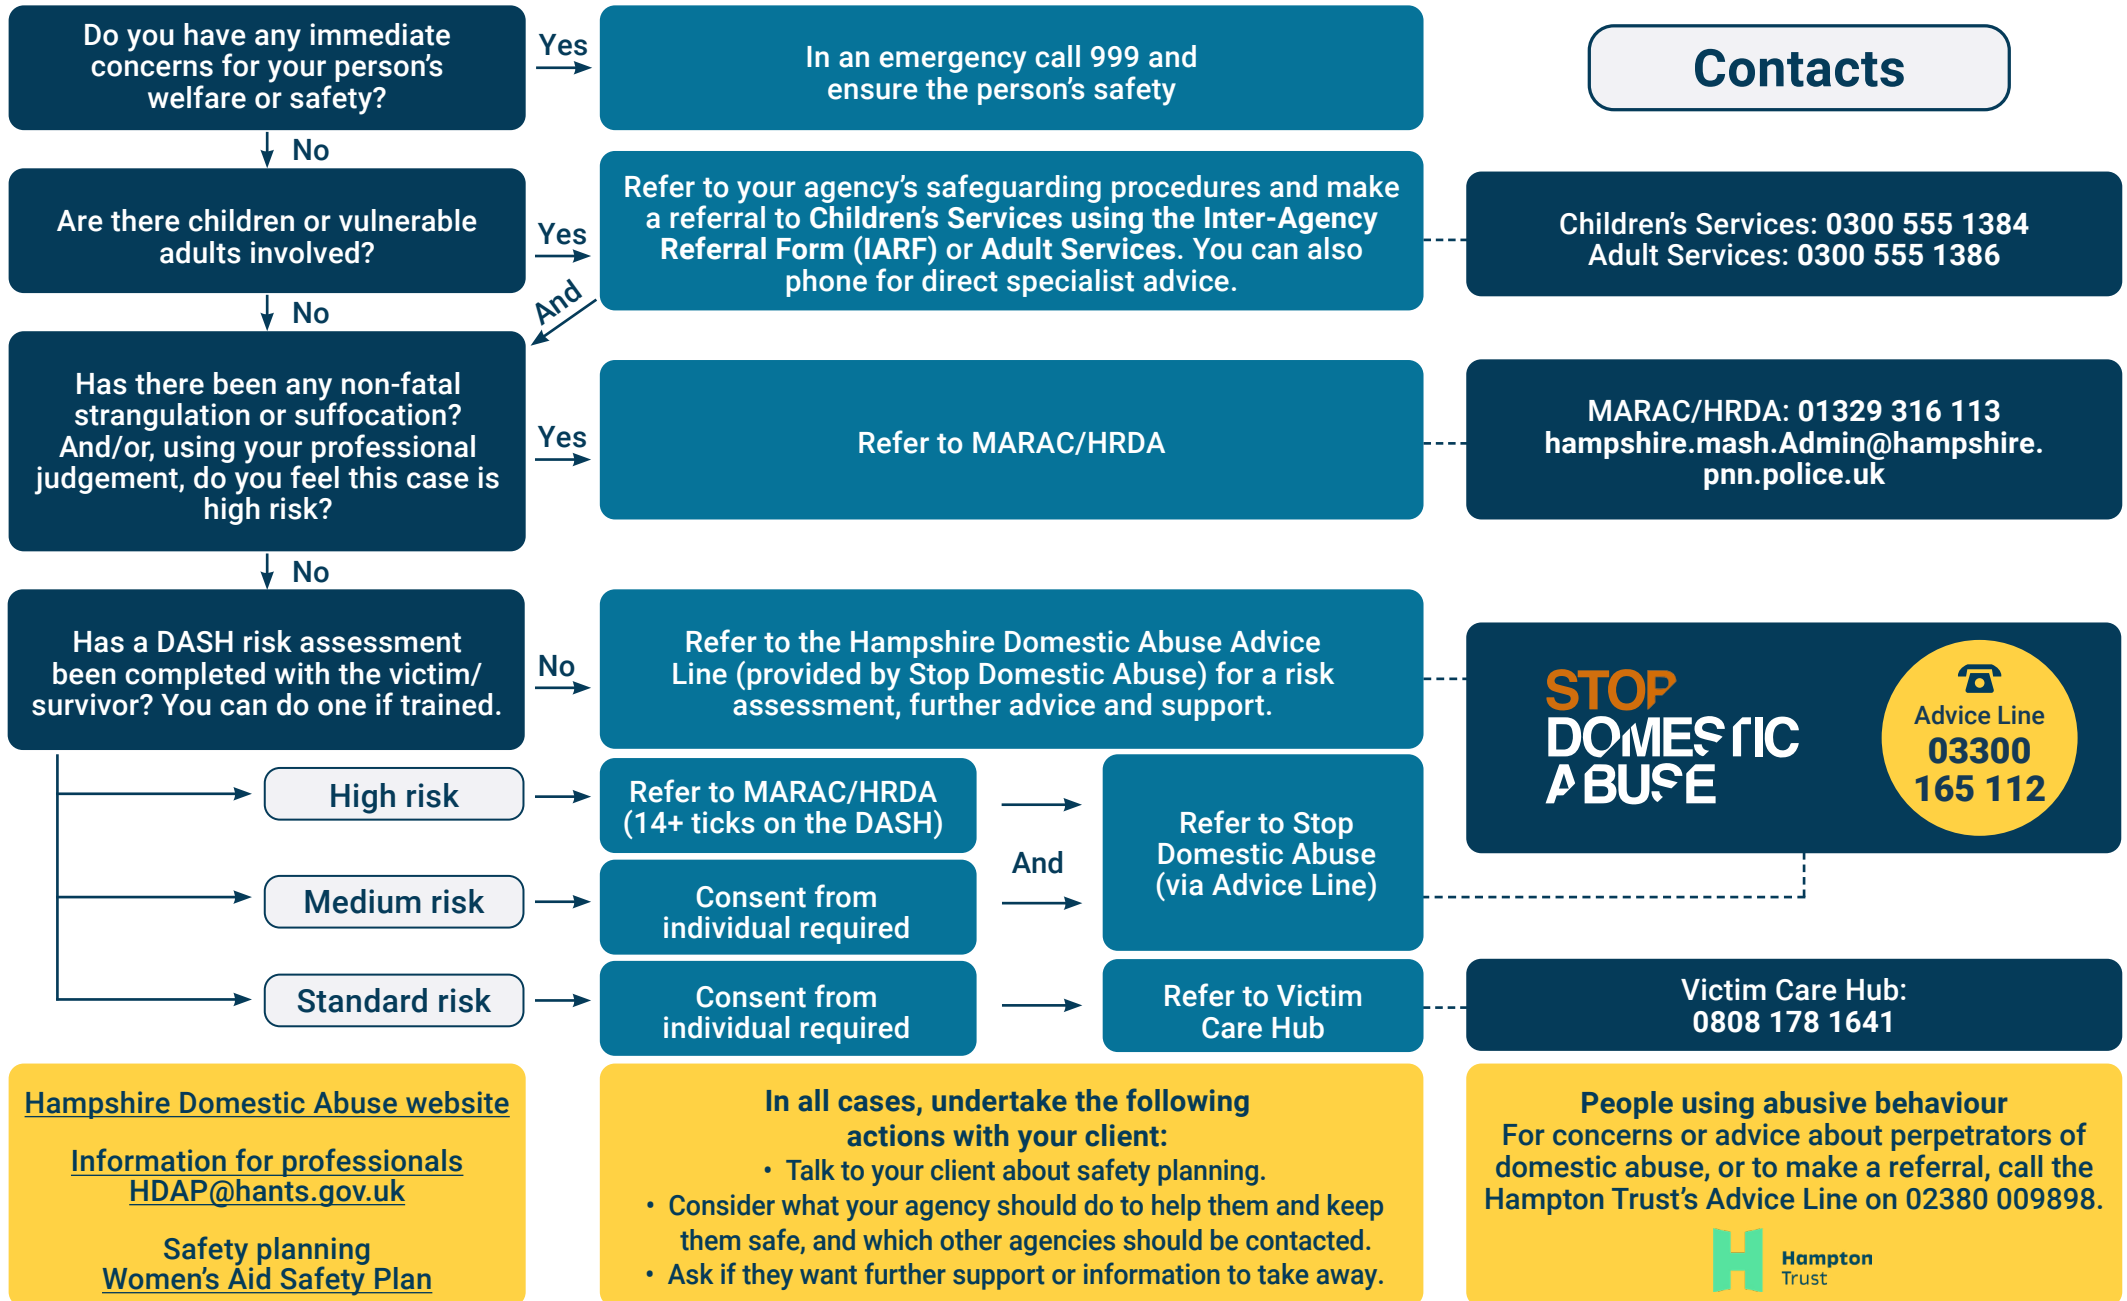 Do you have any immediate
concerns for your person's
welfare or safety?
Yes
In an emergency call 999 and
ensure the person's safety
Contacts
No
Are there children or vulnerable
adults involved?
Yes
Refer to your agency's safeguarding procedures and make
a referral to Children's Services using the Inter-Agency
Referral Form (IARF) or Adult Services. You can also
phone for direct specialist advice.
Children's Services: 0300 555 1384
Adult Services: 0300 555 1386
No
And
Has there been any non-fatal
strangulation or suffocation?
And/or, using your professional
judgement, do you feel this case is
high risk?
Yes
Refer to MARAC/HRDA
MARAC/HRDA: 01329 316 113
hampshire.mash.Admin@hampshire.
pnn.police.uk
No
Has a DASH risk assessment
been completed with the victim/
survivor? You can do one if trained.
No
Refer to the Hampshire Domestic Abuse Advice
Line (provided by Stop Domestic Abuse) for a risk
assessment, further advice and support.
STOP
DOMESTIC
ABUSE
Advice Line
03300
165 112
High risk
Refer to MARAC/HRDA
(14+ ticks on the DASH)
And
Refer to Stop
Domestic Abuse
(via Advice Line)
Medium risk
Consent from
individual required
Standard risk
Consent from
individual required
Refer to Victim
Care Hub
Victim Care Hub:
0808 178 1641
Hampshire Domestic Abuse website
Information for professionals
HDAP@hants.gov.uk
Safety planning
Women's Aid Safety Plan
In all cases, undertake the following
actions with your client:
• Talk to your client about safety planning.
• Consider what your agency should do to help them and keep
them safe, and which other agencies should be contacted.
• Ask if they want further support or information to take away.
People using abusive behaviour
For concerns or advice about perpetrators of
domestic abuse, or to make a referral, call the
Hampton Trust's Advice Line on 02380 009898.
Hampton
Trust